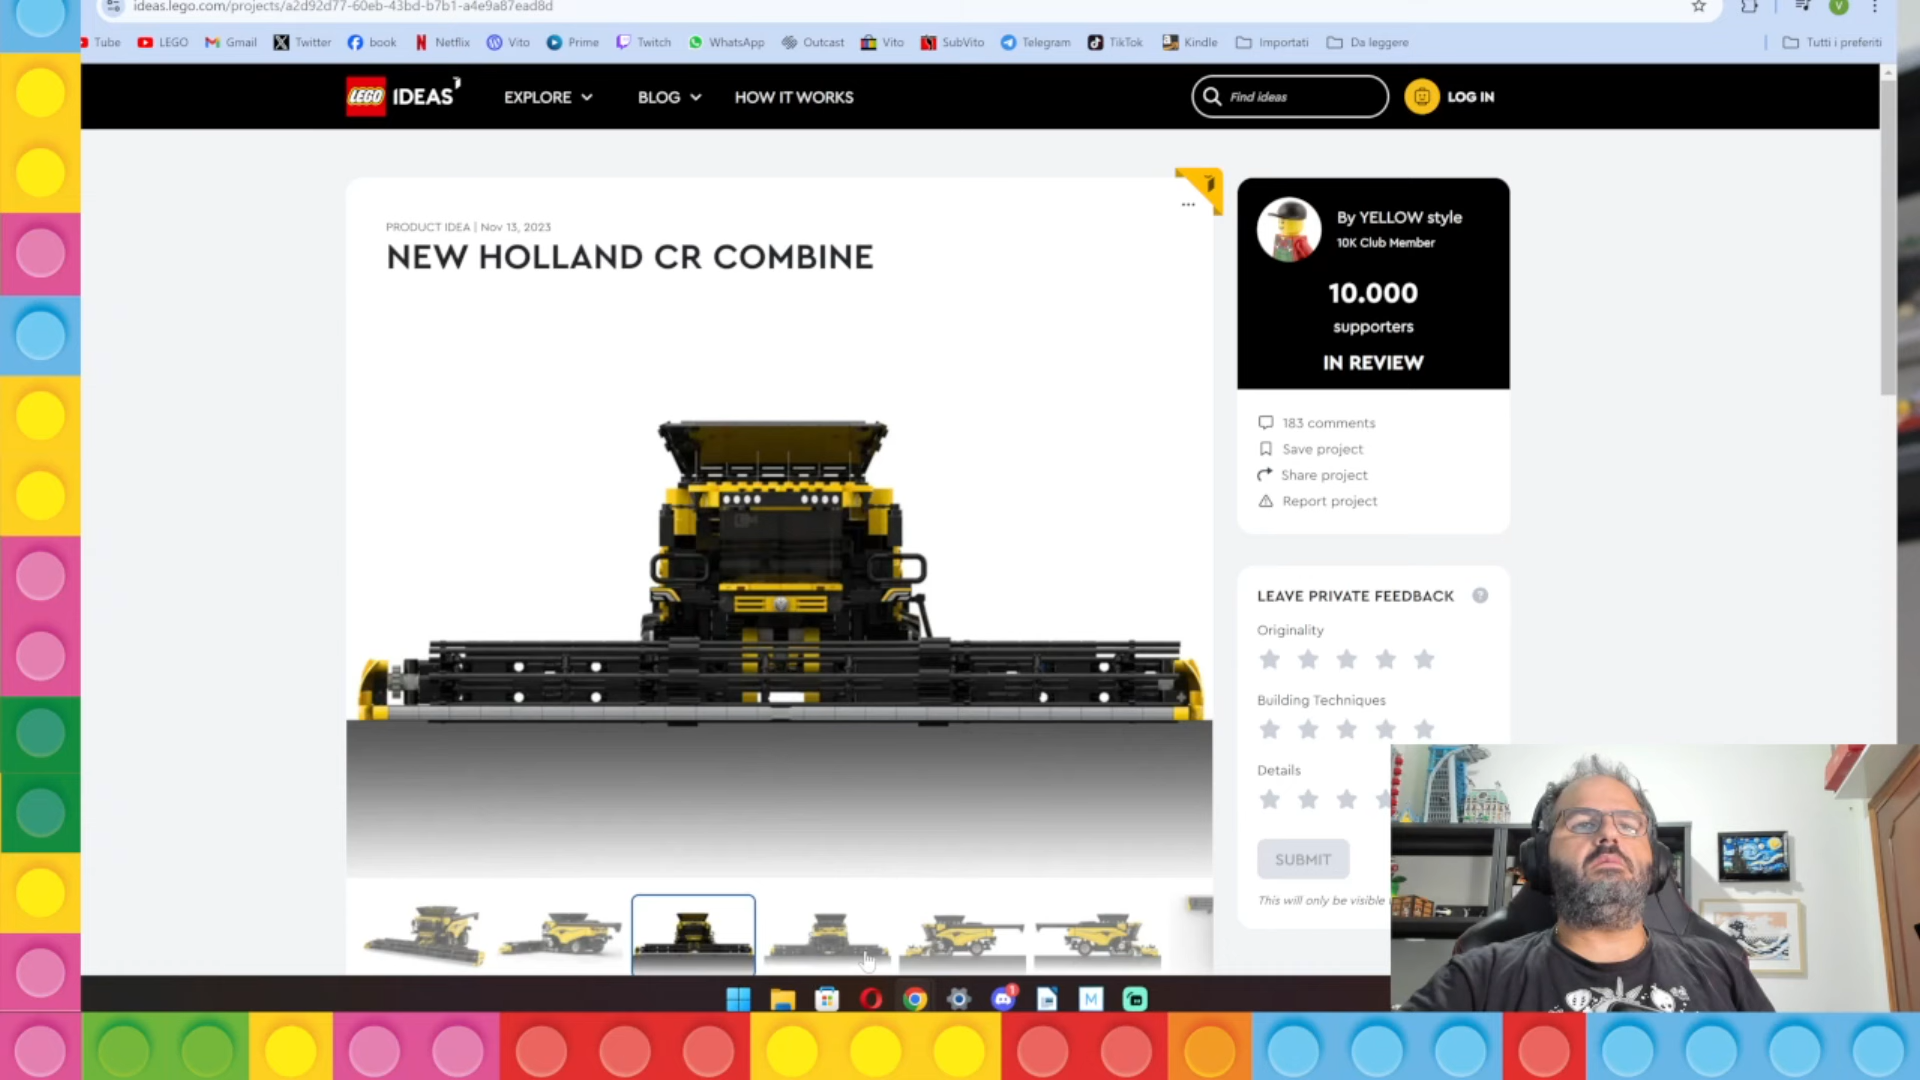 ideas.lego.com/projects/a2d92d77-60eb-43bd-b7b1-a4e9a87ead8d
Tube LEGO Gmail Twitter book Netflix Vito Prime Twitch WhatsApp Outcast Vito SubVito Telegram TikTok Kindle Importati Da leggere Tutti i preferiti
LEGO IDEAS EXPLORE BLOG HOW IT WORKS Find ideas LOG IN
PRODUCT IDEA | Nov 13, 2023
NEW HOLLAND CR COMBINE
By YELLOW style
10K Club Member
10.000
supporters
IN REVIEW
183 comments
Save project
Share project
Report project
LEAVE PRIVATE FEEDBACK ?
Originality
Building Techniques
Details
SUBMIT
This will only be visible